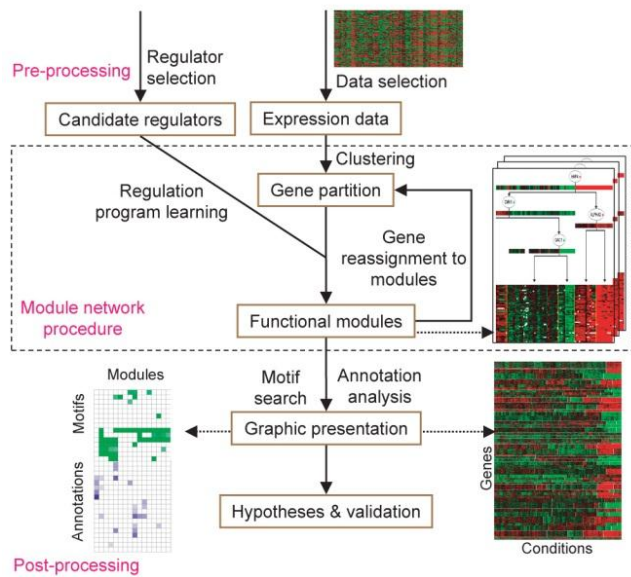 Pre-processing
Regulator
selection
Data selection
Candidate regulators
Expression data
Clustering
Gene partition
Regulation
program learning
Gene
reassignment to
modules
Module network
procedure
Functional modules
Modules
Motif
search
Annotation
analysis
Motifs
Graphic presentation
Genes
Annotations
Hypotheses & validation
Conditions
Post-processing